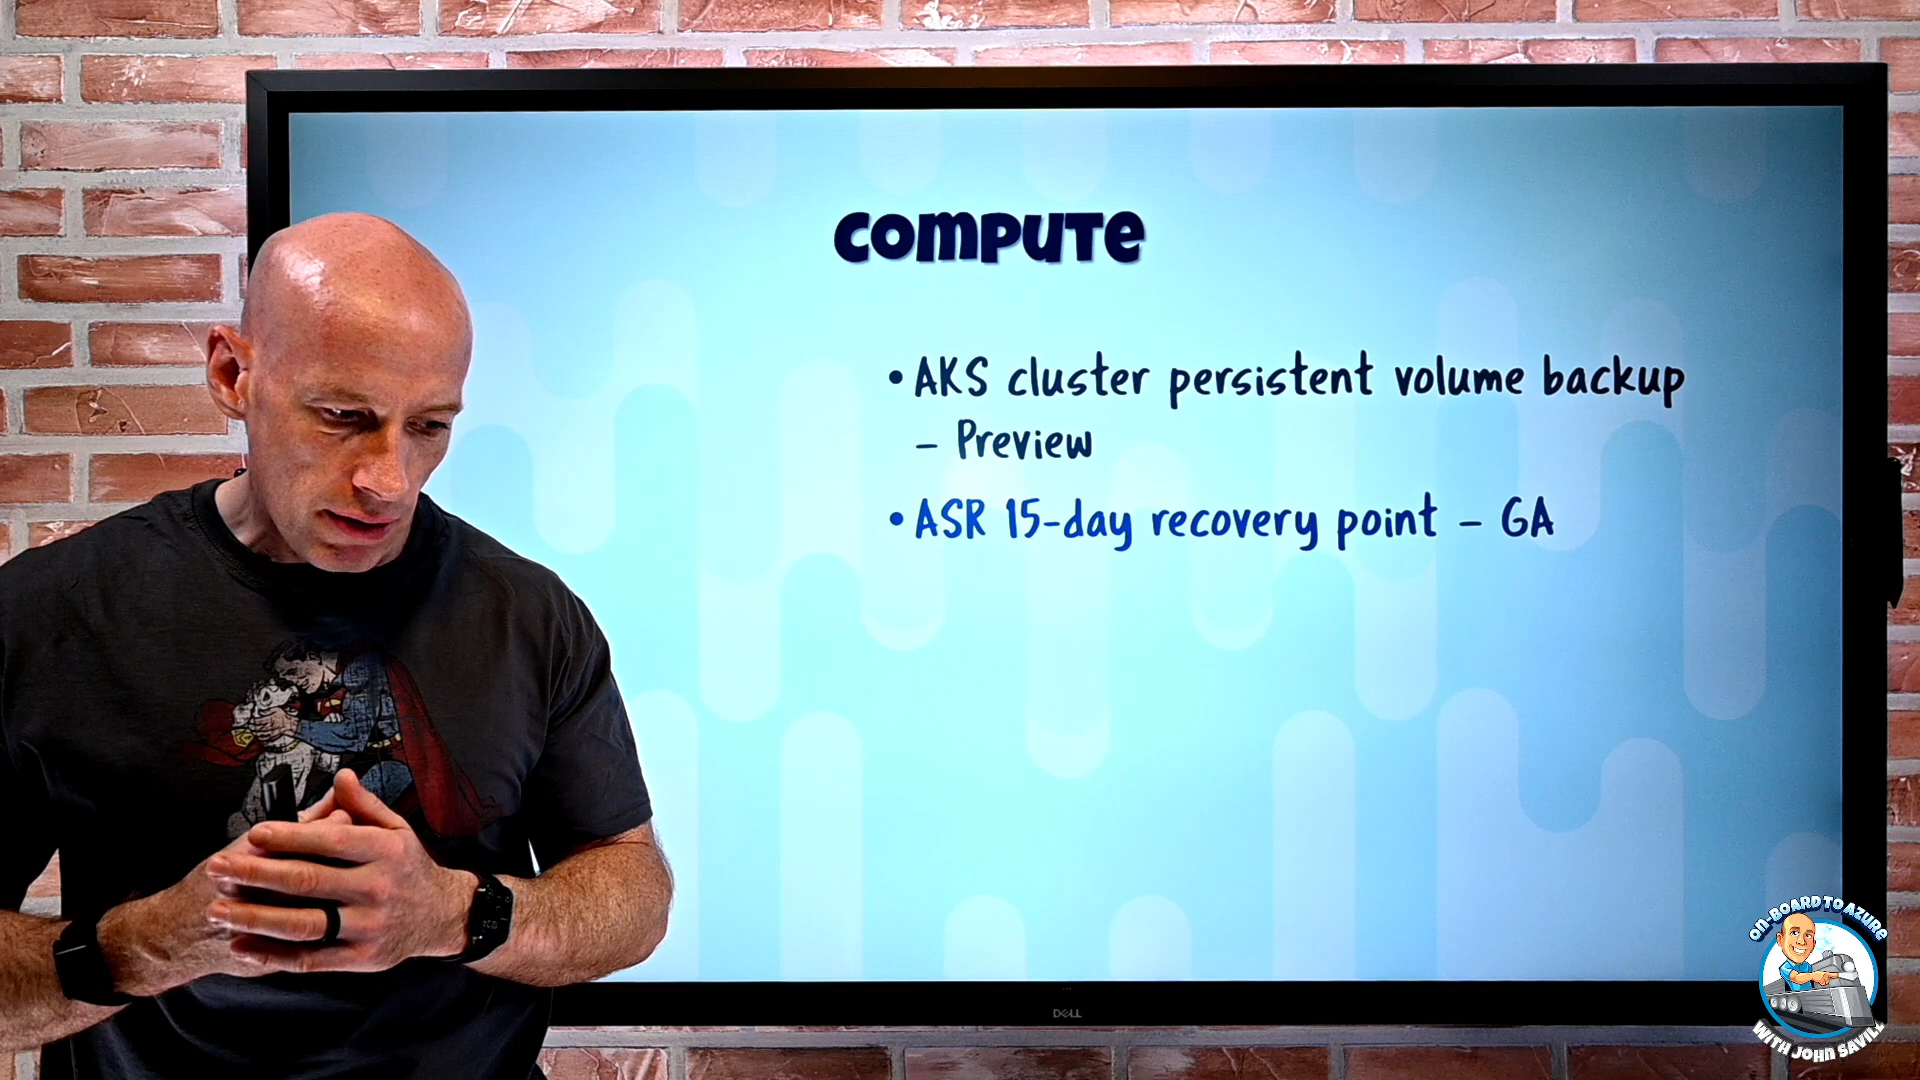 COMPUTE
• AKS cluster persistent volume backup
– Preview
• ASR 15-day recovery point – GA
DELL
ON-BOARD TO AZURE
WITH JOHN SAVILL